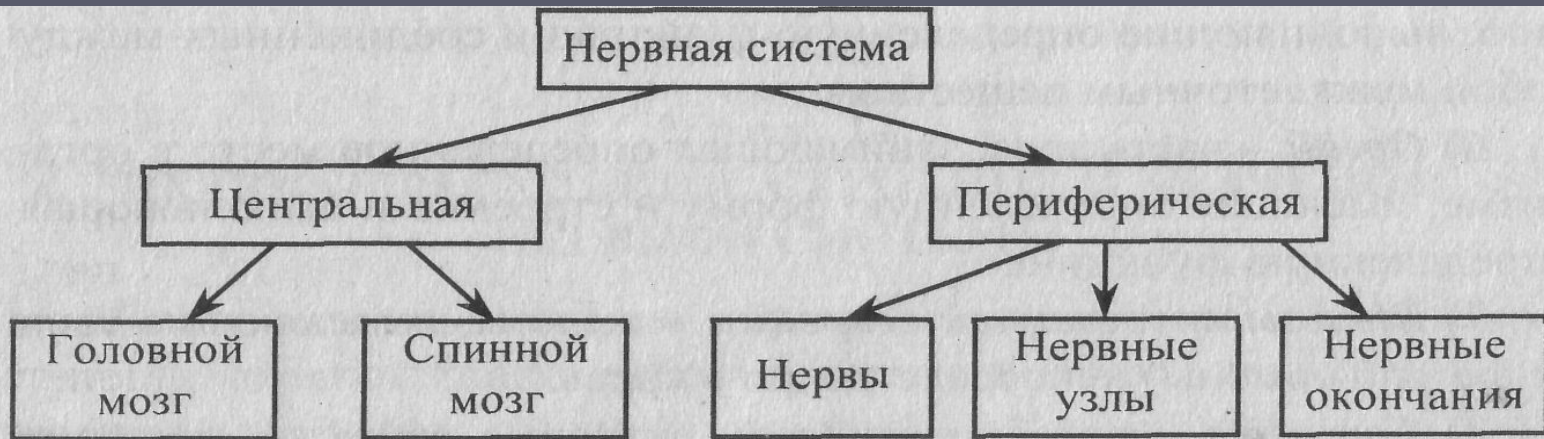 Нервная система
Центральная
Периферическая
Головной
мозг
Спинной
мозг
Нервы
Нервные
узлы
Нервные
окончания